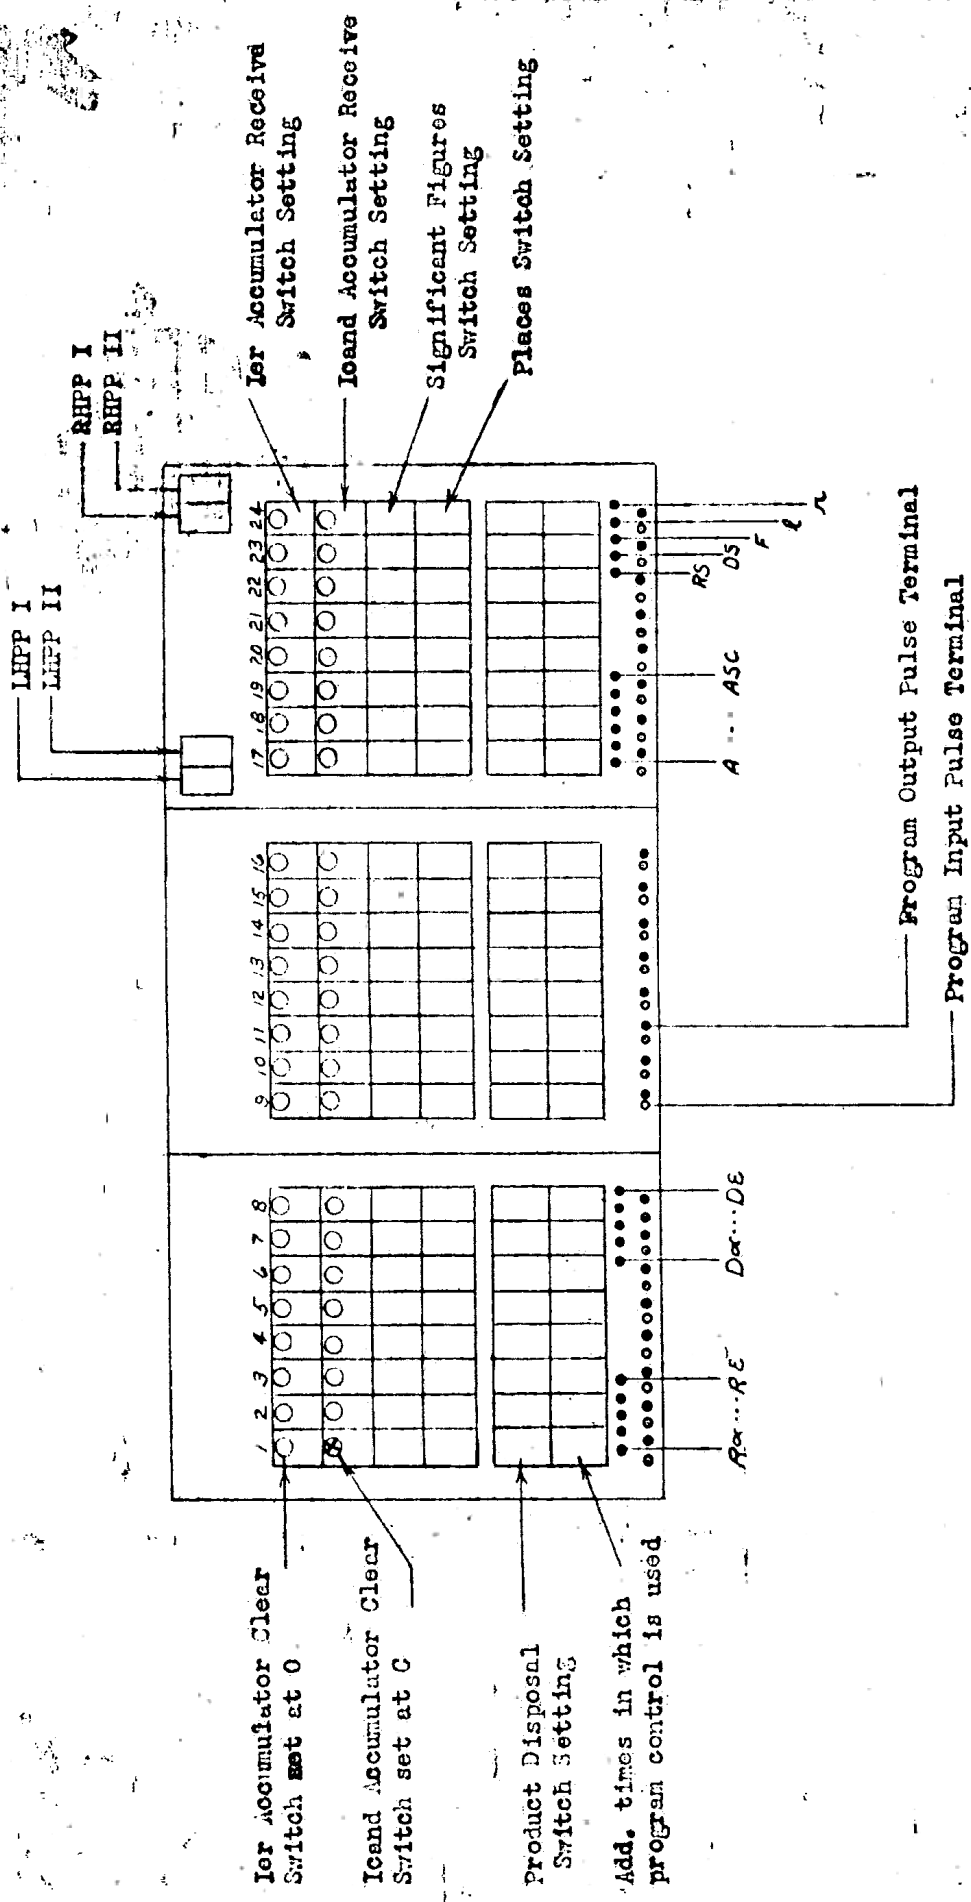 LHPP I
LHPP II
RHPP I
RHPP II
Ier Accumulator Clear
Switch set at 0
Icand Accumulator Clear
Switch set at C
Product Disposal
Switch Setting
Add. times in which
program control is used
1 2 3 4 5 6 7 8
9 10 11 12 13 14 15 16
17 18 19 20 21 22 23 24
Ier Accumulator Receive
Switch Setting
Icand Accumulator Receive
Switch Setting
Significant Figures
Switch Setting
Places Switch Setting
Rα...Rε
Dα...Dε
A ... ASC
RS
DS
F
l
r
Program Output Pulse Terminal
Program Input Pulse Terminal